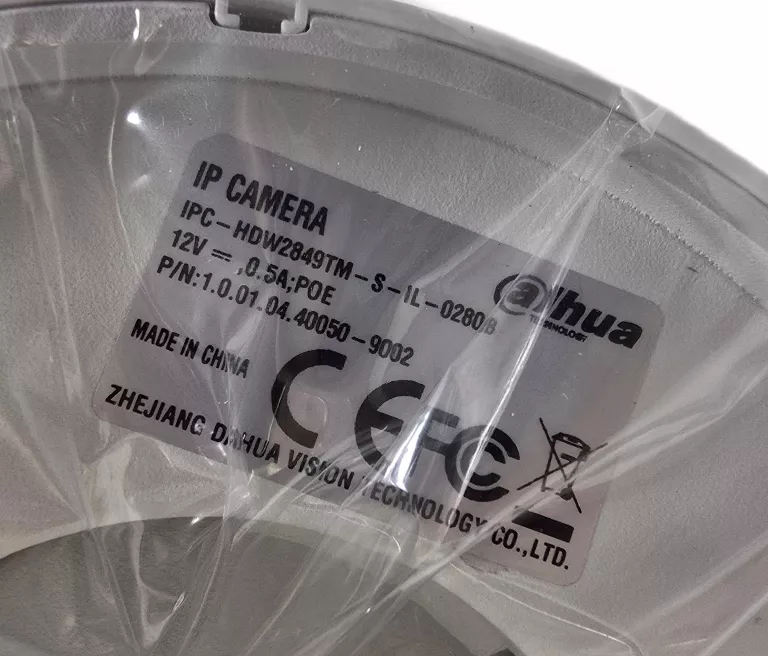 IP CAMERA
IPC-HDW2849TM-S-IL-0280B
12V⎓,0.5A;POE
P/N:1.0.01.04.40050-9002
alhua
TECHNOLOGY
MADE IN CHINA
CE FC
ZHEJIANG DAHUA VISION TECHNOLOGY CO.,LTD.